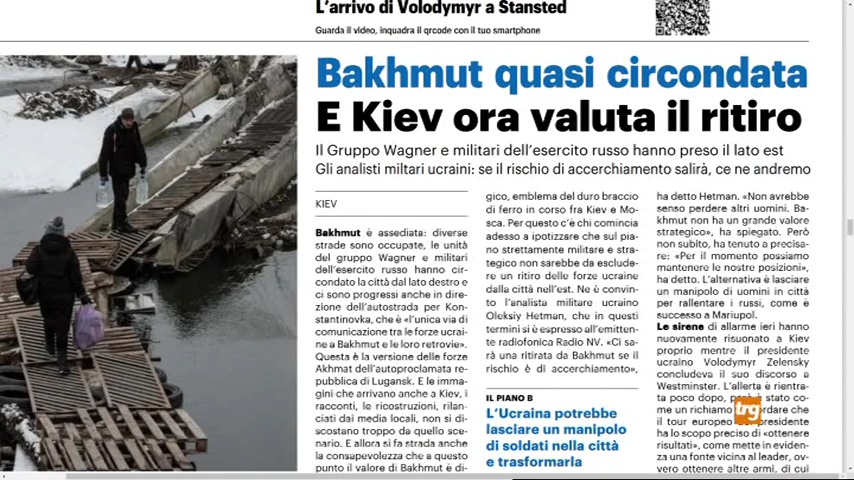 L'arrivo di Volodymyr a Stansted
Guarda il video, inquadra il qrcode con il tuo smartphone
Bakhmut quasi circondata
E Kiev ora valuta il ritiro
Il Gruppo Wagner e militari dell'esercito russo hanno preso il lato est
Gli analisti miltari ucraini: se il rischio di accerchiamento salirà, ce ne andremo
KIEV
Bakhmut è assediata: diverse
strade sono occupate, le unità
del gruppo Wagner e militari
dell'esercito russo hanno cir-
condato la città dal lato destro e
ci sono progressi anche in dire-
zione dell'autostrada per Kon-
stantinovka, che è «l'unica via di
comunicazione tra le forze ucrai-
ne a Bakhmut e le loro retrovie».
Questa è la versione delle forze
Akhmat dell'autoproclamata re-
pubblica di Lugansk. E le imma-
gini che arrivano anche a Kiev, i
racconti, le ricostruzioni, rilan-
ciati dai media locali, non si di-
scostano troppo da quello sce-
nario. E allora si fa strada anche
la consapevolezza che a questo
punto il valore di Bakhmut è di-
gico, emblema del duro braccio
di ferro in corso fra Kiev e Mo-
sca. Per questo c'è chi comincia
adesso a ipotizzare che sul pia-
no strettamente militare e stra-
tegico non sarebbe da esclude-
re un ritiro delle forze ucraine
dalla città nell'est. Ne è convin-
to l'analista militare ucraino
Oleksiy Hetman, che in questi
termini si è espresso all'emitten-
te radiofonica Radio NV. «Ci sa-
rà una ritirata da Bakhmut se il
rischio è di accerchiamento»,
IL PIANO B
L'Ucraina potrebbe
lasciare un manipolo
di soldati nella città
e trasformarla
ha detto Hetman. «Non avrebbe
senso perdere altri uomini. Ba-
khmut non ha un grande valore
strategico», ha spiegato. Però
non subito, ha tenuto a precisa-
re: «Per il momento possiamo
mantenere le nostre posizioni»,
ha detto. L'alternativa è lasciare
un manipolo di uomini in città
per rallentare i russi, come è
successo a Mariupol.
Le sirene di allarme ieri hanno
nuovamente risuonato a Kiev
proprio mentre il presidente
ucraino Volodymyr Zelensky
concludeva il suo discorso a
Westminster. L'allerta è rientra-
ta poco dopo, stato co-
me un richiamo che
il tour europeo presidente
ha lo scopo preciso di «ottenere
risultati», come mette in eviden-
za una fonte vicina al leader, ov-
vero ottenere altre armi, di cui
trg